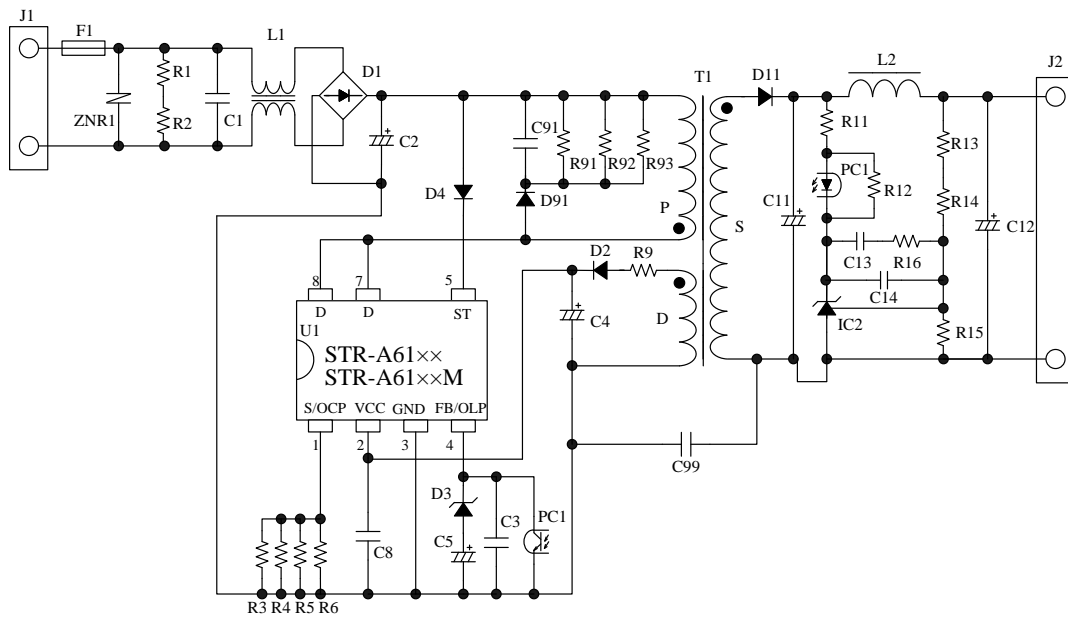 J1
F1
L1
ZNR1
R1
R2
C1
D1
C2
C91
R91
R92
R93
D4
D91
T1
P
S
D
D11
L2
J2
R11
PC1
R12
R13
R14
C11
C12
C13
R16
C14
IC2
R15
D2
R9
C4
8
7
5
D
D
ST
U1
STR-A61××
STR-A61××M
S/OCP
VCC
GND
FB/OLP
1
2
3
4
C99
D3
C5
C3
PC1
C8
R3
R4
R5
R6